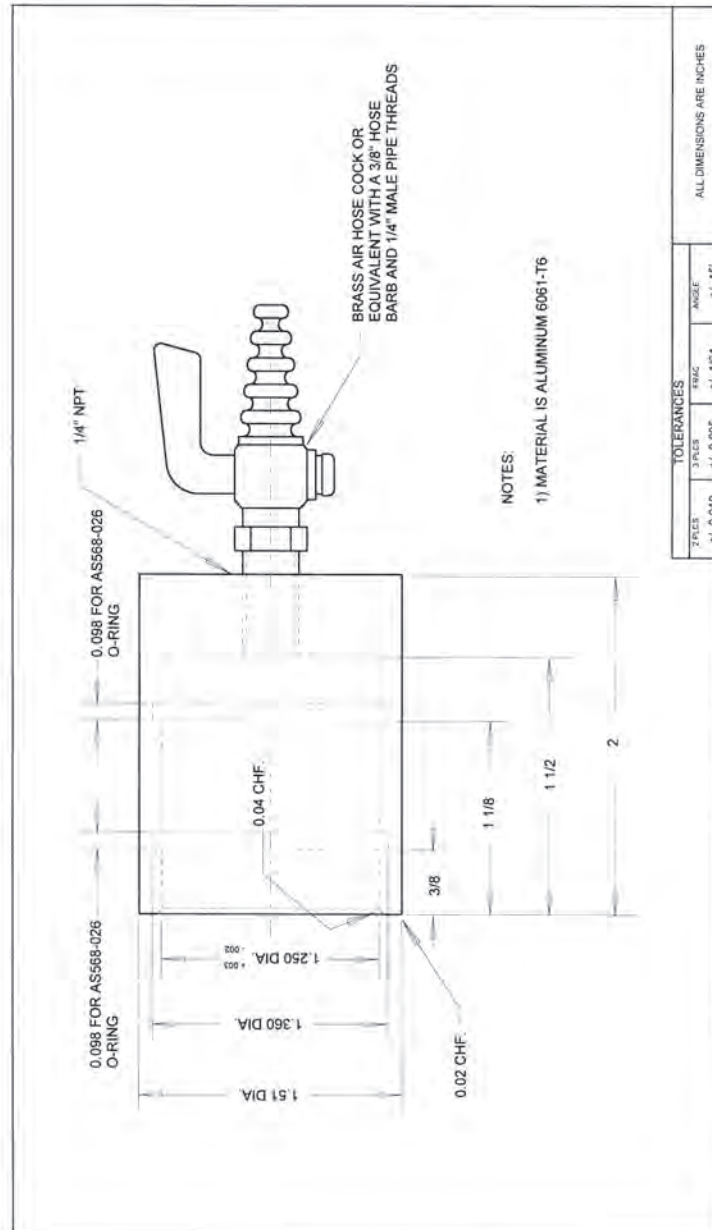 0.098 FOR AS568-026
O-RING
0.098 FOR AS568-026
O-RING
1/4" NPT
BRASS AIR HOSE COCK OR
EQUIVALENT WITH A 3/8" HOSE
BARB AND 1/4" MALE PIPE THREADS
0.04 CHF.
1.51 DIA.
1.360 DIA.
1.250 DIA.
+.003
-.002
0.02 CHF.
3/8
1 1/8
1 1/2
2
NOTES:
1) MATERIAL IS ALUMINUM 6061-T6
TOLERANCES
2 PLCS
3 PLCS
FRAC
ANGLE
ALL DIMENSIONS ARE INCHES